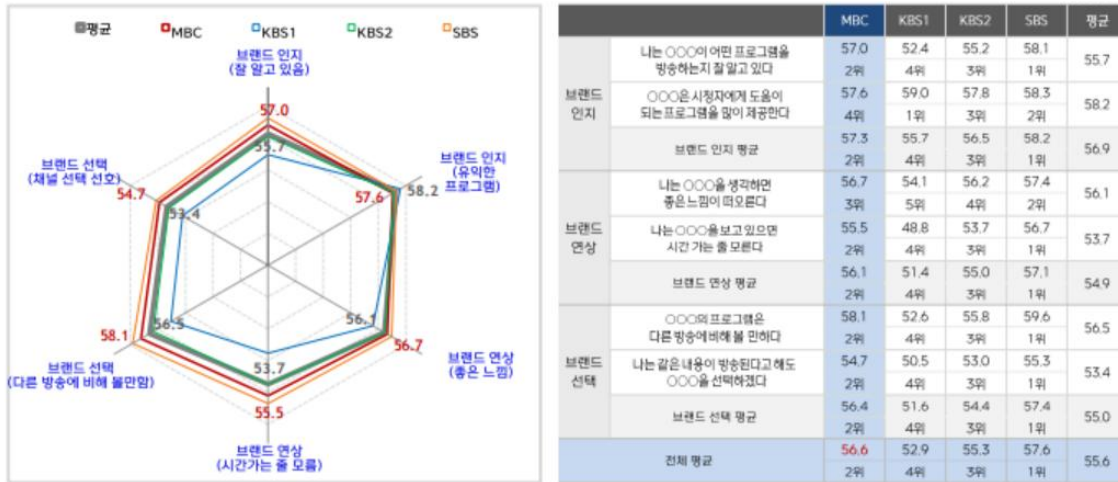 평균 MBC KBS1 KBS2 SBS
브랜드 인지
(잘 알고 있음)
57.0
55.7
브랜드 인지
(유익한
프로그램)
58.2
57.6
브랜드 선택
(채널 선택 선호)
54.7
53.4
56.5
58.1
브랜드 선택
(다른 방송에 비해 볼만함)
56.1
56.7
브랜드 연상
(좋은 느낌)
53.7
55.5
브랜드 연상
(시간가는 줄 모름)
MBC KBS1 KBS2 SBS 평균
브랜드
인지
나는 ○○○이 어떤 프로그램을
방송하는지 잘 알고 있다
57.0 52.4 55.2 58.1 55.7
2위 4위 3위 1위
○○○은 시청자에게 도움이
되는 프로그램을 많이 제공한다
57.6 59.0 57.8 58.3 58.2
4위 1위 3위 2위
브랜드 인지 평균
57.3 55.7 56.5 58.2 56.9
2위 4위 3위 1위
브랜드
연상
나는 ○○○을 생각하면
좋은 느낌이 떠오른다
56.7 54.1 56.2 57.4 56.1
3위 5위 4위 2위
나는 ○○○을 보고 있으면
시간 가는 줄 모른다
55.5 48.8 53.7 56.7 53.7
2위 4위 3위 1위
브랜드 연상 평균
56.1 51.4 55.0 57.1 54.9
2위 4위 3위 1위
브랜드
선택
○○○의 프로그램은
다른 방송에 비해 볼 만하다
58.1 52.6 55.8 59.6 56.5
2위 4위 3위 1위
나는 같은 내용이 방송된다고 해도
○○○을 선택하겠다
54.7 50.5 53.0 55.3 53.4
2위 4위 3위 1위
브랜드 선택 평균
56.4 51.6 54.4 57.4 55.0
2위 4위 3위 1위
전체 평균
56.6 52.9 55.3 57.6 55.6
2위 4위 3위 1위